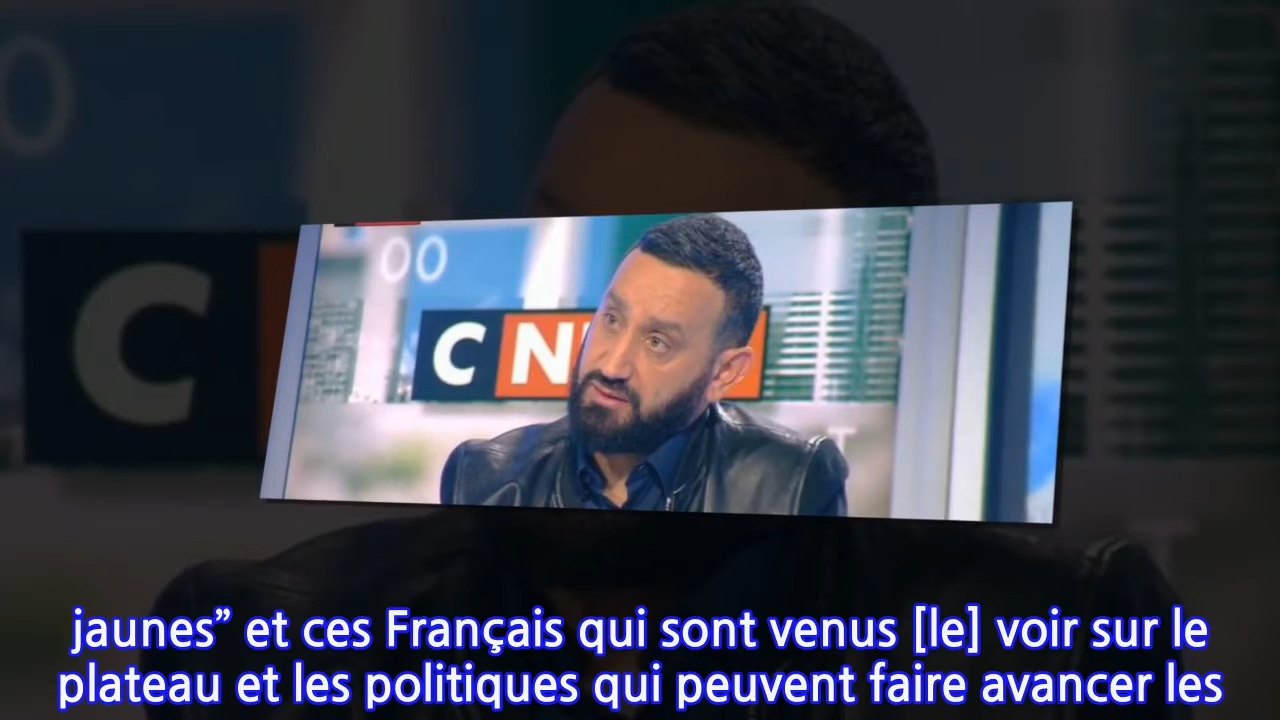 00
C N
C
jaunes” et ces Français qui sont venus [le] voir sur le
plateau et les politiques qui peuvent faire avancer les